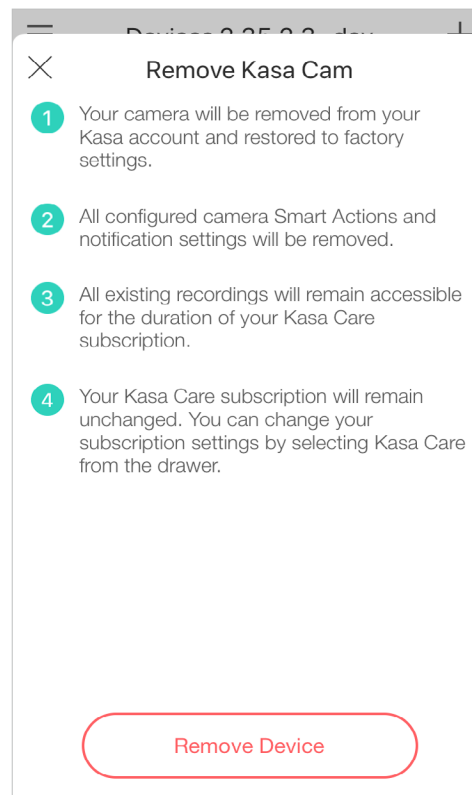 Remove Kasa Cam
1 Your camera will be removed from your
Kasa account and restored to factory
settings.
2 All configured camera Smart Actions and
notification settings will be removed.
3 All existing recordings will remain accessible
for the duration of your Kasa Care
subscription.
4 Your Kasa Care subscription will remain
unchanged. You can change your
subscription settings by selecting Kasa Care
from the drawer.
Remove Device